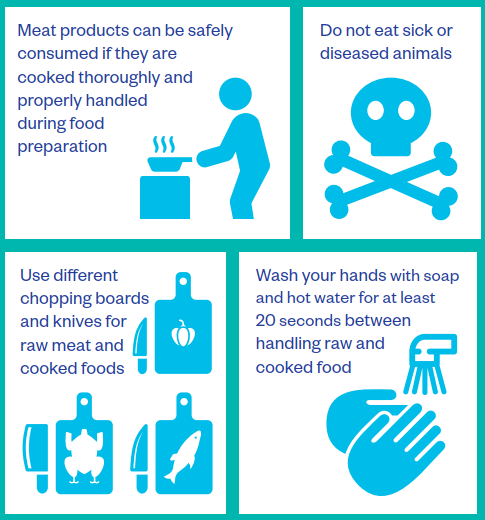 Meat products can be safely
consumed if they are
cooked thoroughly and
properly handled
during food
preparation
Do not eat sick or
diseased animals
Use different
chopping boards
and knives for
raw meat and
cooked foods
Wash your hands with soap
and hot water for at least
20 seconds between
handling raw and
cooked food